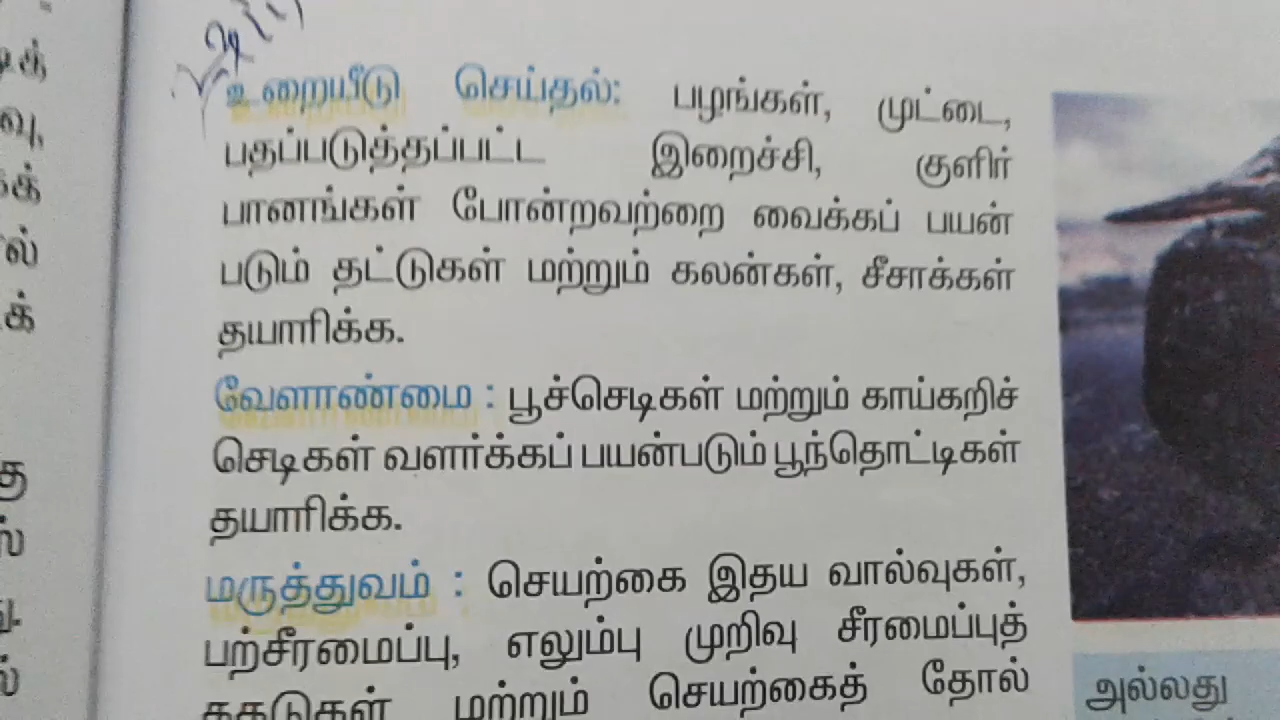 உறையீடு செய்தல்: பழங்கள், முட்டை,
பதப்படுத்தப்பட்ட இறைச்சி, குளிர்
பானங்கள் போன்றவற்றை வைக்கப் பயன்
படும் தட்டுகள் மற்றும் கலன்கள், சீசாக்கள்
தயாரிக்க.
வேளாண்மை : பூச்செடிகள் மற்றும் காய்கறிச்
செடிகள் வளர்க்கப் பயன்படும் பூந்தொட்டிகள்
தயாரிக்க.
மருத்துவம் : செயற்கை இதய வால்வுகள்,
பற்சீரமைப்பு, எலும்பு முறிவு சீரமைப்புத்
தகடுகள் மற்றும் செயற்கைத் தோல்
அல்லது